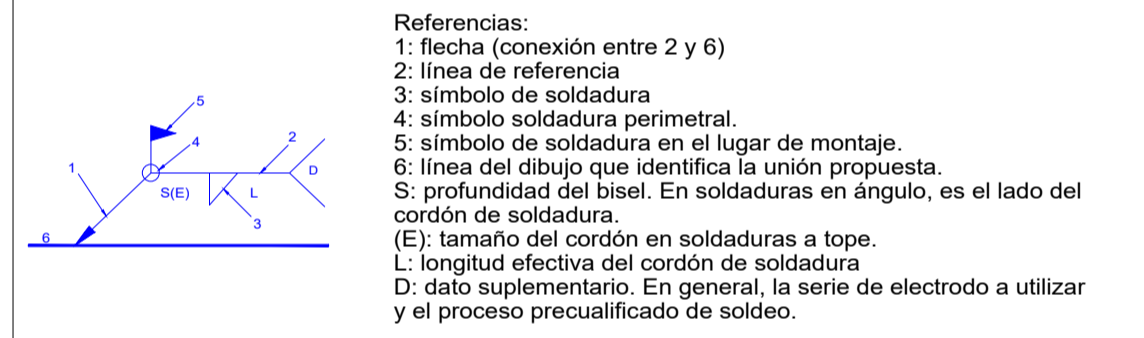 5
4
2
1
D
S(E)
L
3
6
Referencias:
1: flecha (conexión entre 2 y 6)
2: línea de referencia
3: símbolo de soldadura
4: símbolo soldadura perimetral.
5: símbolo de soldadura en el lugar de montaje.
6: línea del dibujo que identifica la unión propuesta.
S: profundidad del bisel. En soldaduras en ángulo, es el lado del
cordón de soldadura.
(E): tamaño del cordón en soldaduras a tope.
L: longitud efectiva del cordón de soldadura
D: dato suplementario. En general, la serie de electrodo a utilizar
y el proceso precualificado de soldeo.